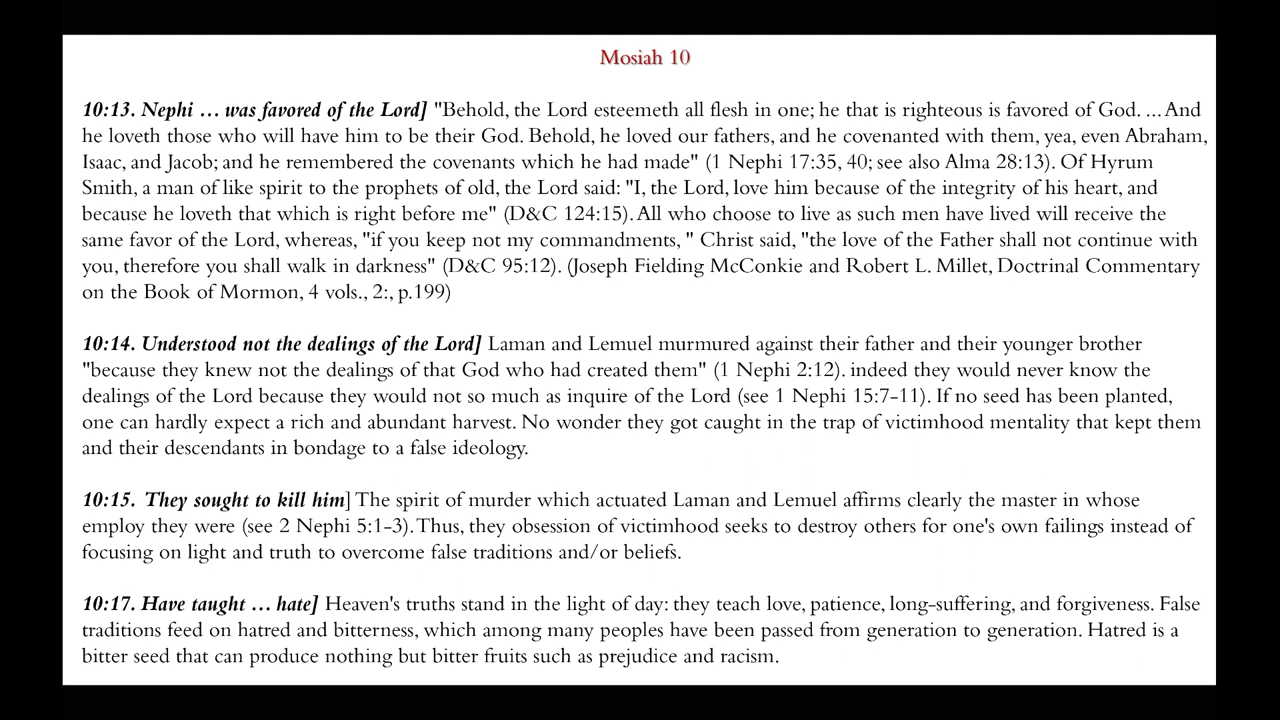 Mosiah 10
10:13. Nephi … was favored of the Lord] "Behold, the Lord esteemeth all flesh in one; he that is righteous is favored of God. ... And
he loveth those who will have him to be their God. Behold, he loved our fathers, and he covenanted with them, yea, even Abraham,
Isaac, and Jacob; and he remembered the covenants which he had made" (1 Nephi 17:35, 40; see also Alma 28:13). Of Hyrum
Smith, a man of like spirit to the prophets of old, the Lord said: "I, the Lord, love him because of the integrity of his heart, and
because he loveth that which is right before me" (D&C 124:15). All who choose to live as such men have lived will receive the
same favor of the Lord, whereas, "if you keep not my commandments, " Christ said, "the love of the Father shall not continue with
you, therefore you shall walk in darkness" (D&C 95:12). (Joseph Fielding McConkie and Robert L. Millet, Doctrinal Commentary
on the Book of Mormon, 4 vols., 2:, p.199)
10:14. Understood not the dealings of the Lord] Laman and Lemuel murmured against their father and their younger brother
"because they knew not the dealings of that God who had created them" (1 Nephi 2:12). indeed they would never know the
dealings of the Lord because they would not so much as inquire of the Lord (see 1 Nephi 15:7-11). If no seed has been planted,
one can hardly expect a rich and abundant harvest. No wonder they got caught in the trap of victimhood mentality that kept them
and their descendants in bondage to a false ideology.
10:15. They sought to kill him] The spirit of murder which actuated Laman and Lemuel affirms clearly the master in whose
employ they were (see 2 Nephi 5:1-3). Thus, they obsession of victimhood seeks to destroy others for one's own failings instead of
focusing on light and truth to overcome false traditions and/or beliefs.
10:17. Have taught … hate] Heaven's truths stand in the light of day: they teach love, patience, long-suffering, and forgiveness. False
traditions feed on hatred and bitterness, which among many peoples have been passed from generation to generation. Hatred is a
bitter seed that can produce nothing but bitter fruits such as prejudice and racism.